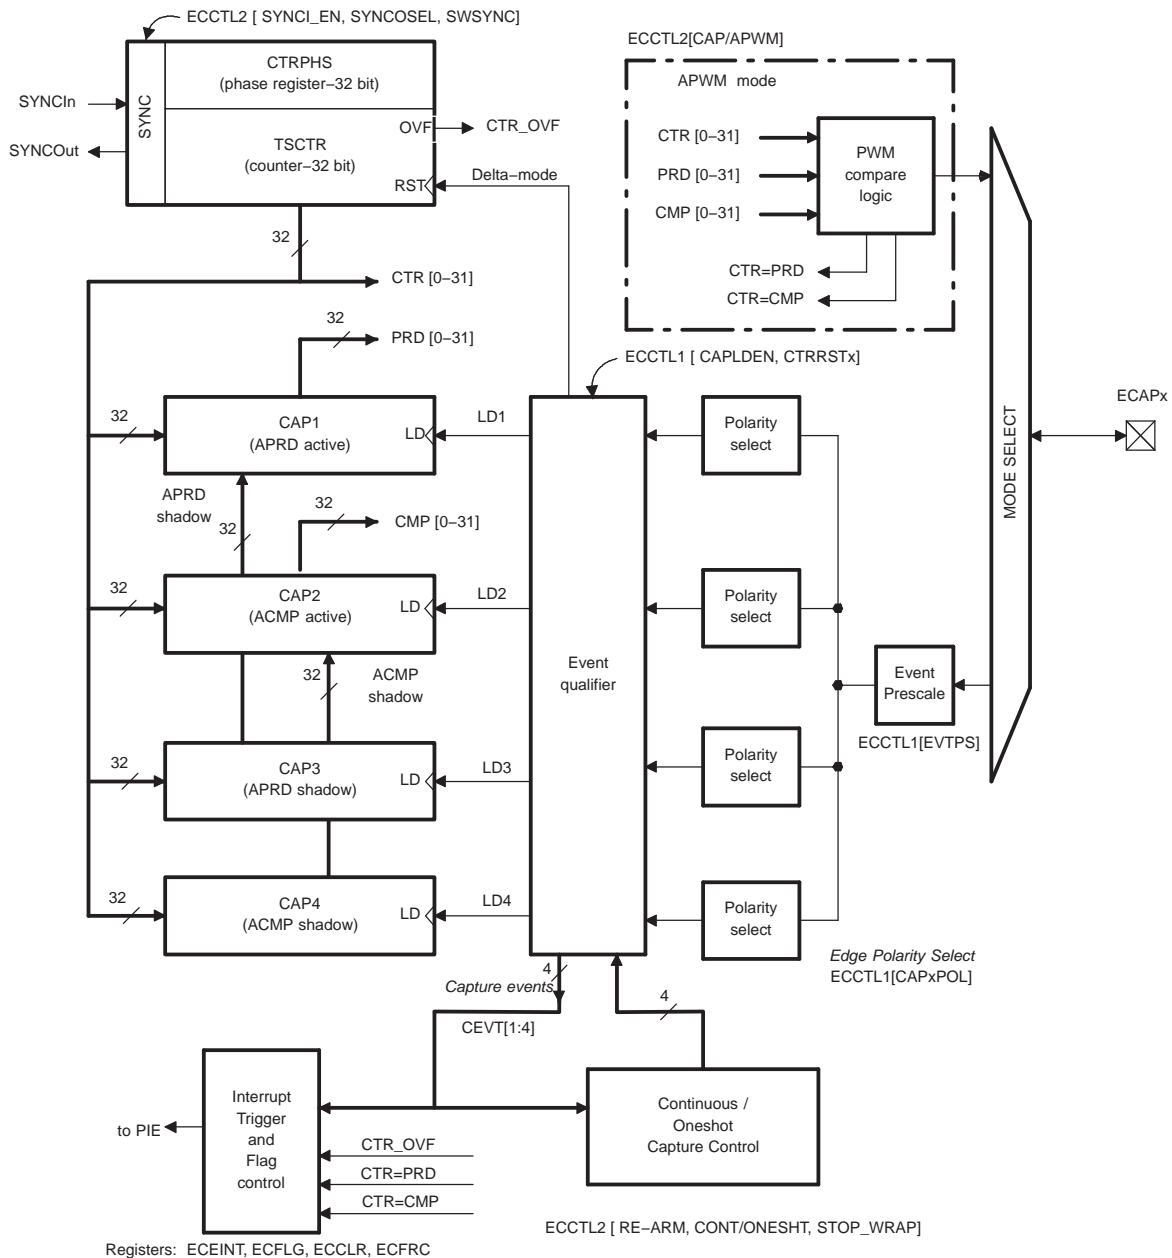 ECCTL2 [ SYNCI_EN, SYNCOSEL, SWSYNC]
ECCTL2[CAP/APWM]
CTRPHS
(phase register−32 bit)
APWM mode
SYNCIn
SYNC
OVF
CTR_OVF
CTR [0−31]
SYNCOut
TSCTR
(counter−32 bit)
PWM
compare
logic
PRD [0−31]
RST
Delta−mode
CMP [0−31]
32
CTR=PRD
CTR [0−31]
CTR=CMP
32
PRD [0−31]
ECCTL1 [ CAPLDEN, CTRRSTx]
ECAPx
MODE SELECT
32
CAP1
(APRD active)
LD
LD1
Polarity
select
APRD
shadow
32
32
CMP [0−31]
32
CAP2
(ACMP active)
LD
LD2
Polarity
select
32
ACMP
shadow
Event
qualifier
Event
Prescale
ECCTL1[EVTPS]
32
CAP3
(APRD shadow)
LD
LD3
Polarity
select
32
CAP4
(ACMP shadow)
LD
LD4
Polarity
select
Edge Polarity Select
ECCTL1[CAPxPOL]
4
Capture events
CEVT[1:4]
4
Interrupt
Trigger
and
Flag
control
Continuous /
Oneshot
Capture Control
to PIE
CTR_OVF
CTR=PRD
CTR=CMP
ECCTL2 [ RE−ARM, CONT/ONESHT, STOP_WRAP]
Registers: ECEINT, ECFLG, ECCLR, ECFRC